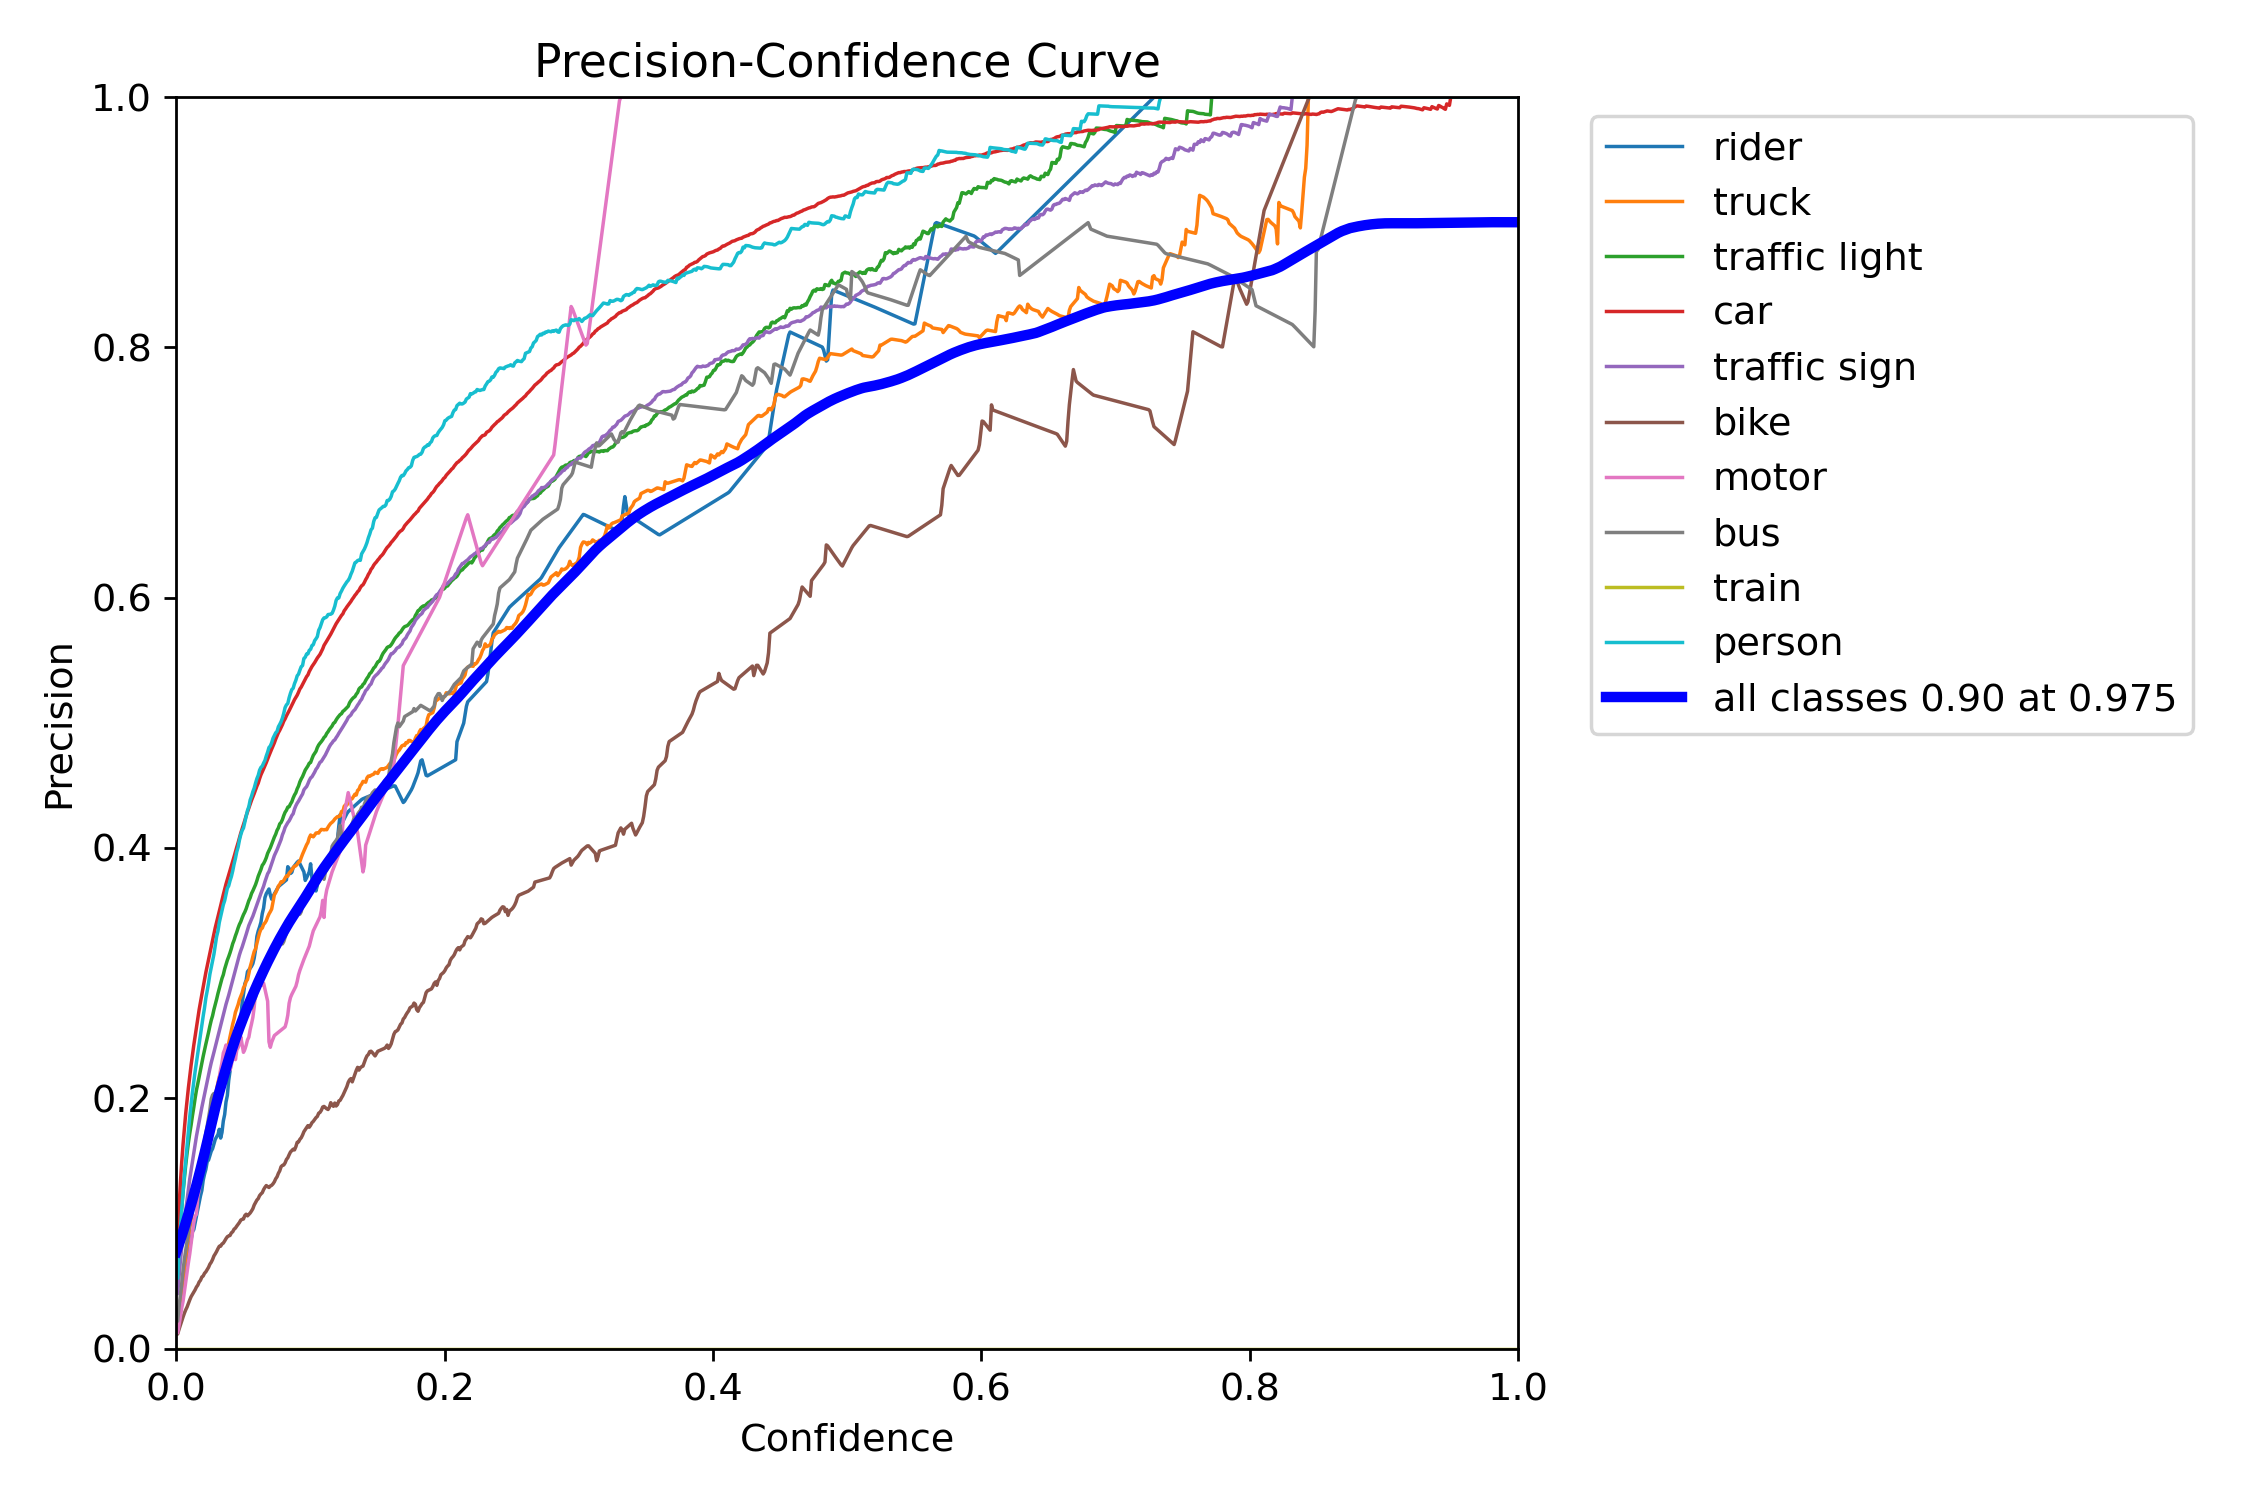 Precision-Confidence Curve
1.0
0.8
0.6
0.4
0.2
0.0
Precision
0.0 0.2 0.4 0.6 0.8 1.0
Confidence
rider
truck
traffic light
car
traffic sign
bike
motor
bus
train
person
all classes 0.90 at 0.975